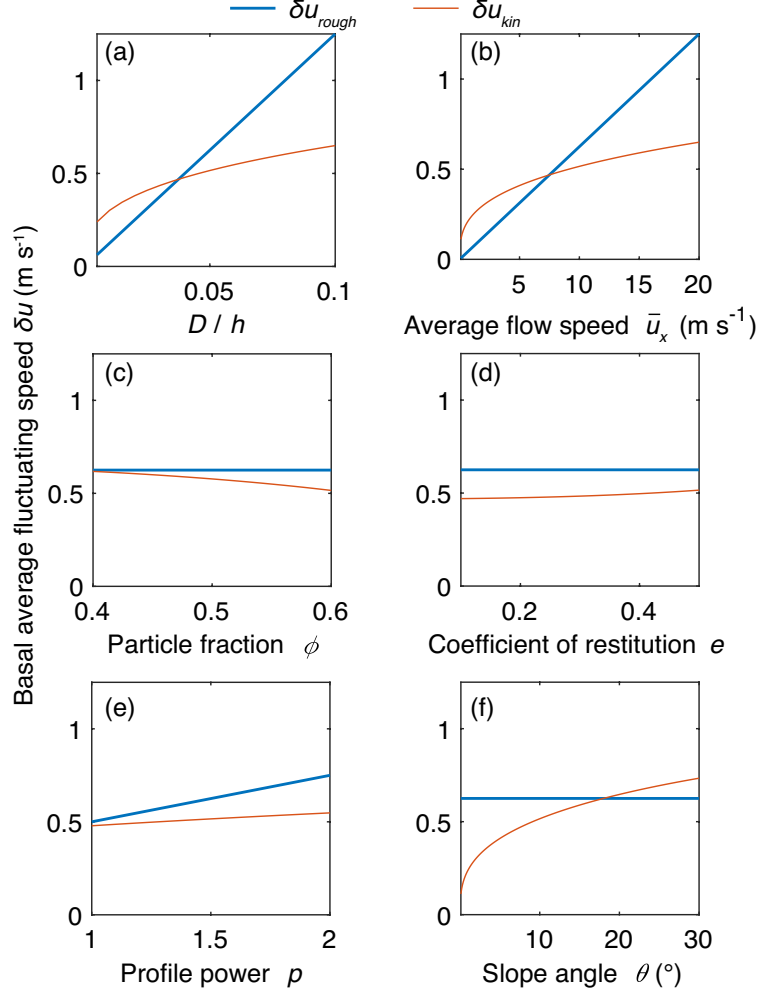 δu_rough δu_kin
Basal average fluctuating speed δu (m s⁻¹)
(a)
1
0.5
0
0.05 0.1
D / h
(b)
1
0.5
0
5 10 15 20
Average flow speed ū_x (m s⁻¹)
(c)
1
0.5
0
0.4 0.5 0.6
Particle fraction ϕ
(d)
1
0.5
0
0.2 0.4
Coefficient of restitution e
(e)
1
0.5
0
1 1.5 2
Profile power p
(f)
1
0.5
0
10 20 30
Slope angle θ (°)